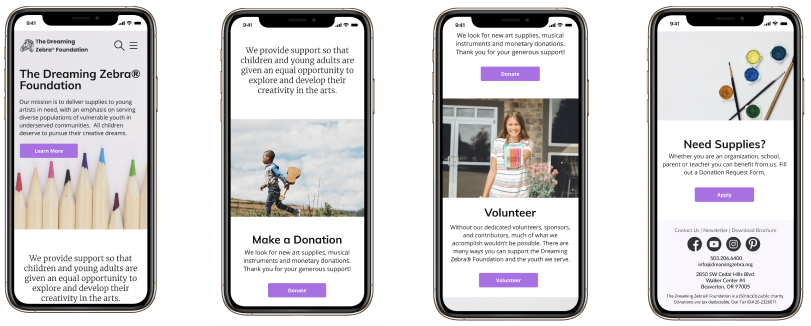 9:41
The Dreaming
Zebra® Foundation
The Dreaming Zebra®
Foundation
Our mission is to deliver supplies to young
artists in need, with an emphasis on serving
diverse populations of vulnerable youth in
underserved communities. All children
deserve to pursue their creative dreams.
Learn More
We provide support so that
children and young adults are
given an equal opportunity to
explore and develop their
creativity in the arts.
9:41
We provide support so that
children and young adults are
given an equal opportunity to
explore and develop their
creativity in the arts.
Make a Donation
We look for new art supplies, musical
instruments and monetary donations.
Thank you for your generous support!
Donate
9:41
We look for new art supplies, musical
instruments and monetary donations.
Thank you for your generous support!
Donate
Volunteer
Without our dedicated volunteers, sponsors,
and contributors, much of what we
accomplish wouldn't be possible. There are
many ways you can support the Dreaming
Zebra® Foundation and the youth we serve.
Volunteer
9:41
Need Supplies?
Whether you are an organization, school,
parent or teacher you can benefit from us. Fill
out a Donation Request Form.
Apply
Contact Us | Newsletter | Download Brochure
503.206.6400
info@dreamingzebra.org
2850 SW Cedar Hills Blvd.
Walker Center #4
Beaverton, OR 97005
The Dreaming Zebra® Foundation is a 501(c)(3) public charity.
Donations are tax deductable. Our Tax ID# 26-2326071